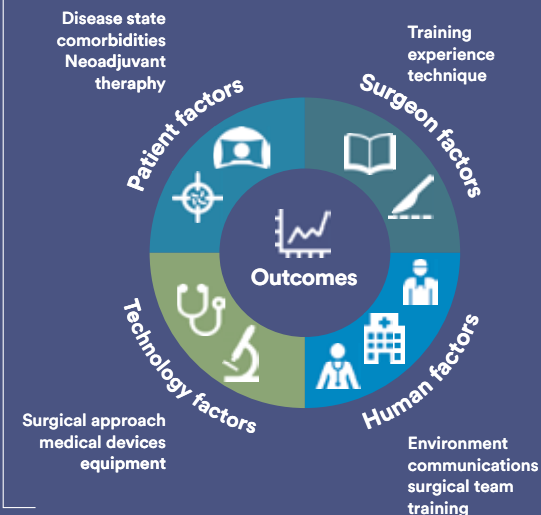 Disease state
comorbidities
Neoadjuvant
theraphy
Training
experience
technique
Patient factors
Surgeon factors
Outcomes
Technology factors
Human factors
Surgical approach
medical devices
equipment
Environment
communications
surgical team
training